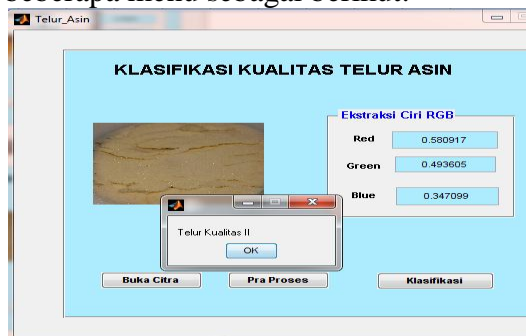 beberapa menu sebagai berikut:
Telur_Asin
KLASIFIKASI KUALITAS TELUR ASIN
Ekstraksi Ciri RGB
Red 0.580917
Green 0.493605
Blue 0.347099
Telur Kualitas II
OK
Buka Citra Pra Proses Klasifikasi